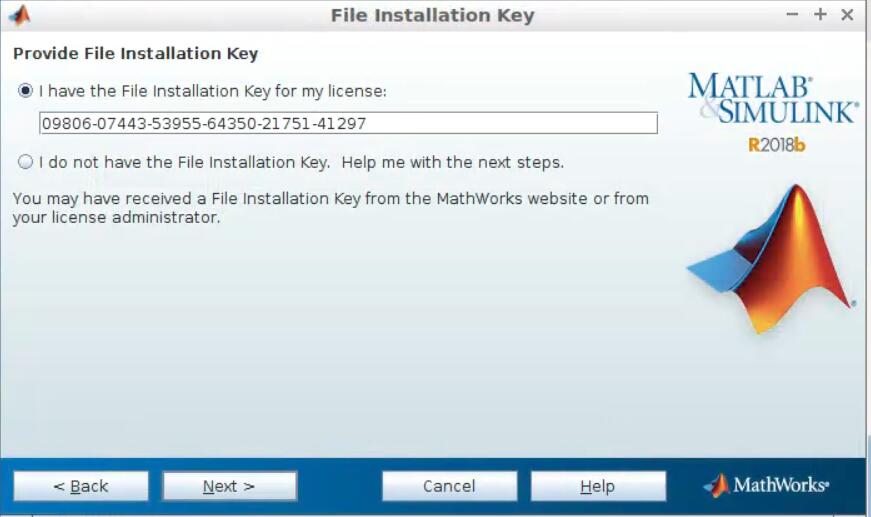 File Installation Key
Provide File Installation Key
I have the File Installation Key for my license:
09806-07443-53955-64350-21751-41297
I do not have the File Installation Key.  Help me with the next steps.
You may have received a File Installation Key from the MathWorks website or from
your license administrator.
MATLAB®
&SIMULINK®
R2018b
< Back
Next >
Cancel
Help
MathWorks®